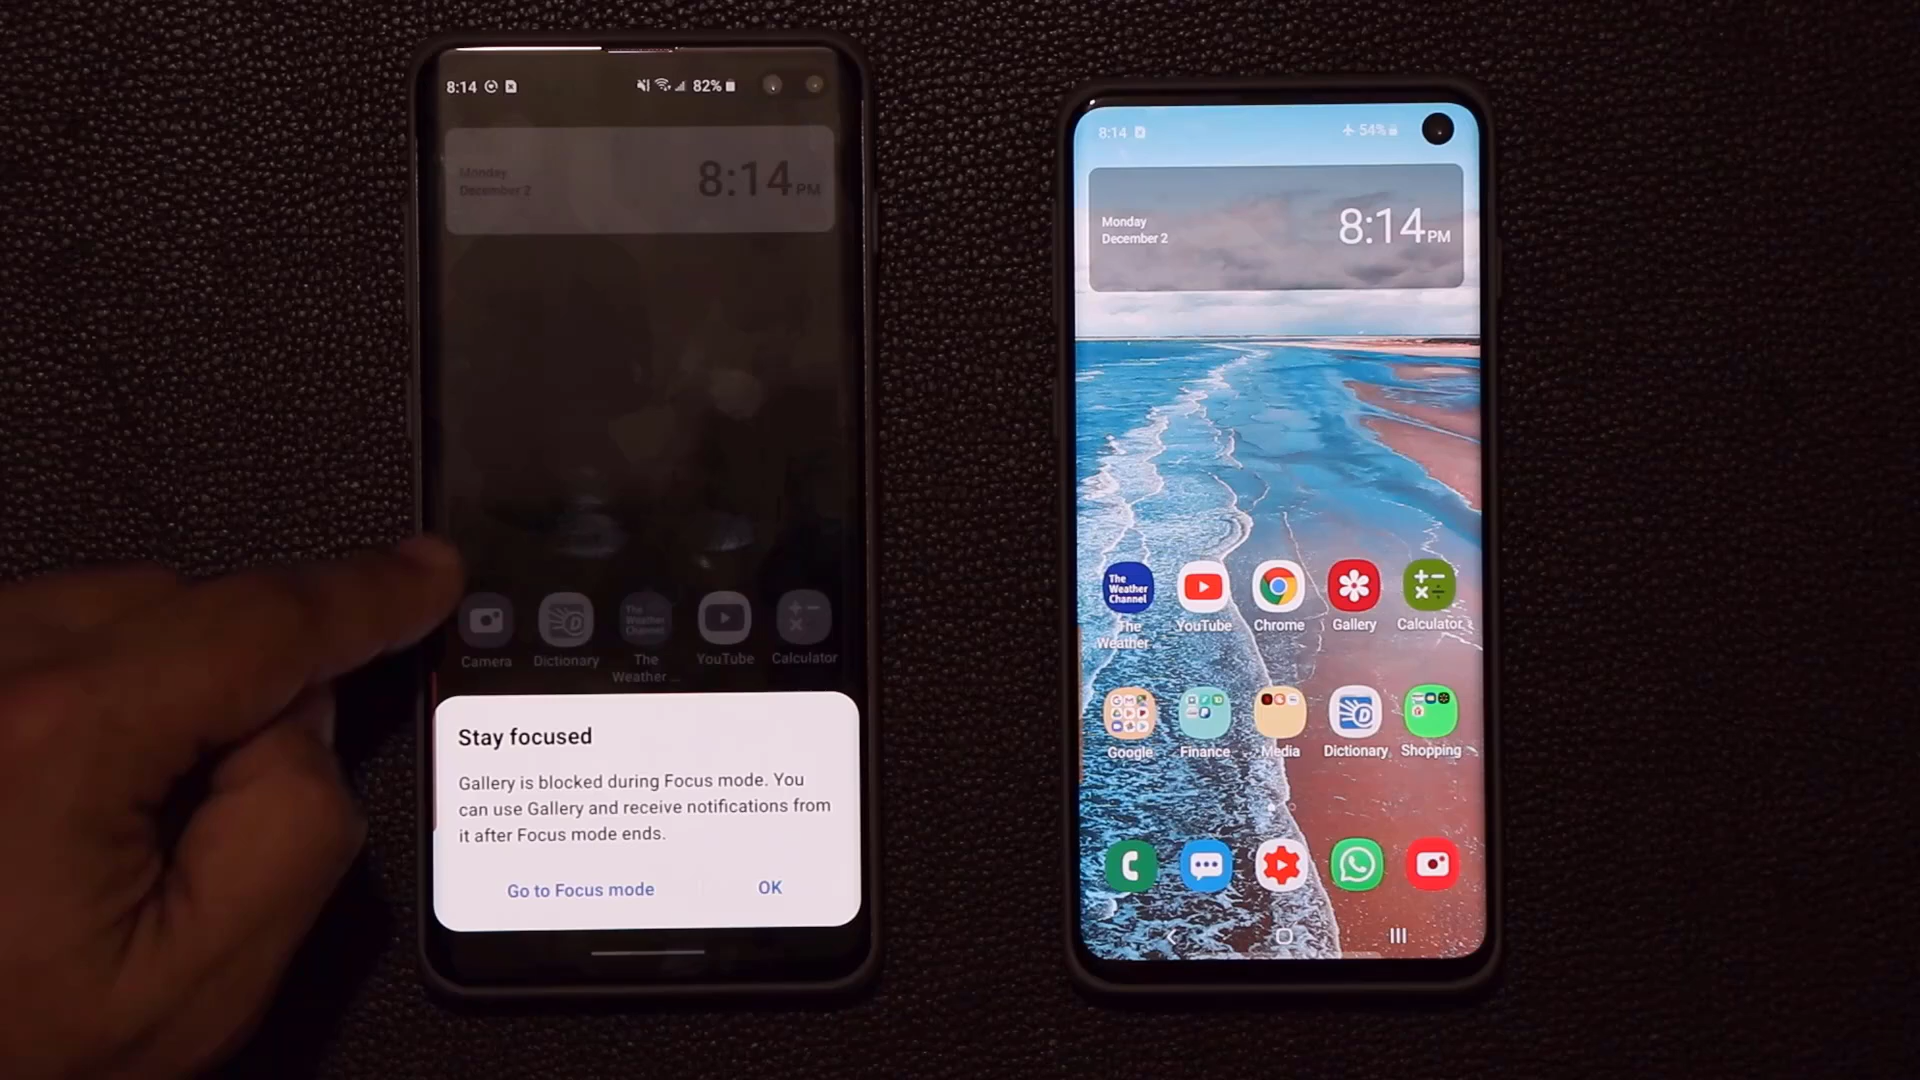 8:14
82%
Monday
December 2
8:14 PM
Camera
Dictionary
The
Weather
The
Weather ...
Channel
YouTube
Calculator
Stay focused
Gallery is blocked during Focus mode. You
can use Gallery and receive notifications from
it after Focus mode ends.
Go to Focus mode
OK
8:14
54%
Monday
December 2
8:14 PM
The
Weather
Channel
The
Weather...
YouTube
Chrome
Gallery
Calculator
Google
Finance
Media
Dictionary
Shopping